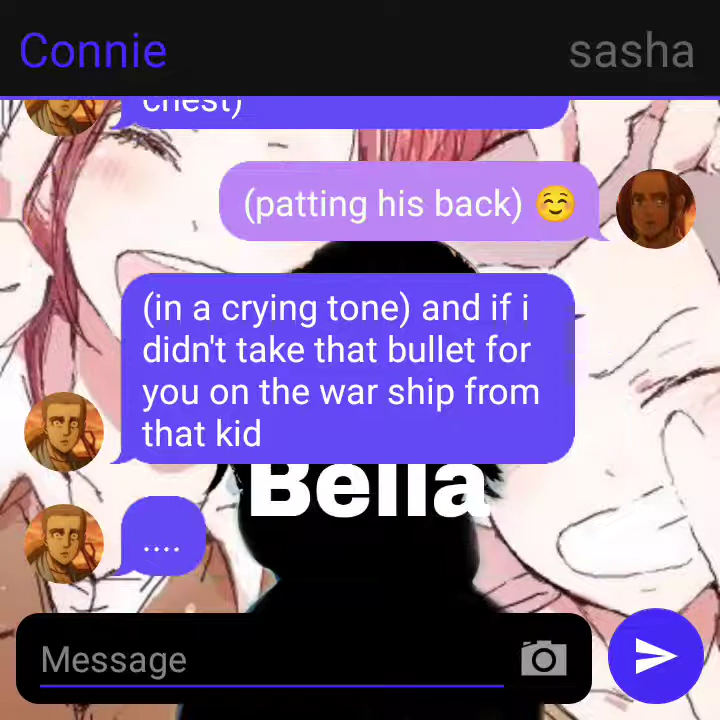 Connie
sasha
chest)
(patting his back) ☺️
(in a crying tone) and if i
didn't take that bullet for
you on the war ship from
that kid
Bella
....
Message